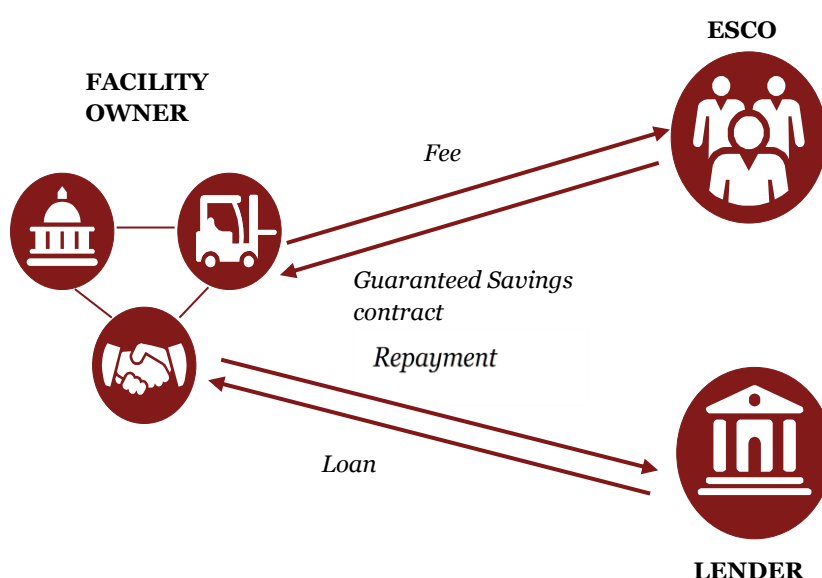 ESCO
FACILITY
OWNER
Fee
Guaranteed Savings
contract
Repayment
Loan
LENDER